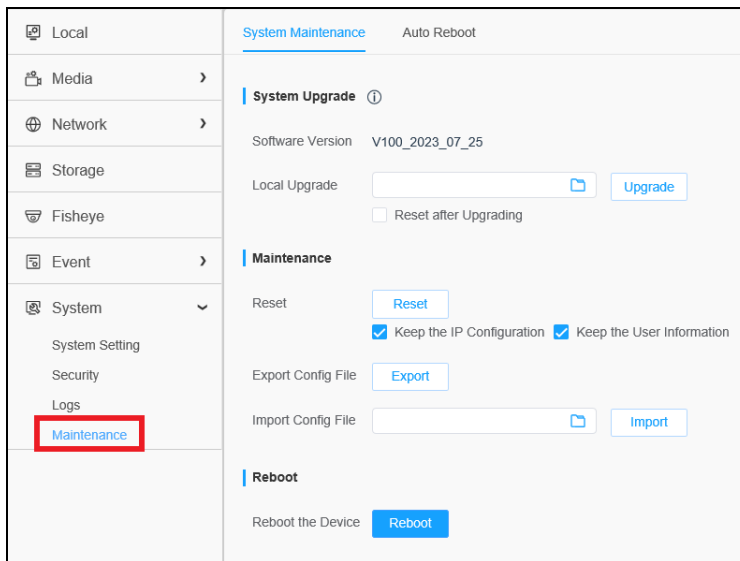 Local
Media
Network
Storage
Fisheye
Event
System
System Setting
Security
Logs
Maintenance
System Maintenance Auto Reboot
System Upgrade
Software Version V100_2023_07_25
Local Upgrade Upgrade
Reset after Upgrading
Maintenance
Reset Reset
Keep the IP Configuration Keep the User Information
Export Config File Export
Import Config File Import
Reboot
Reboot the Device Reboot